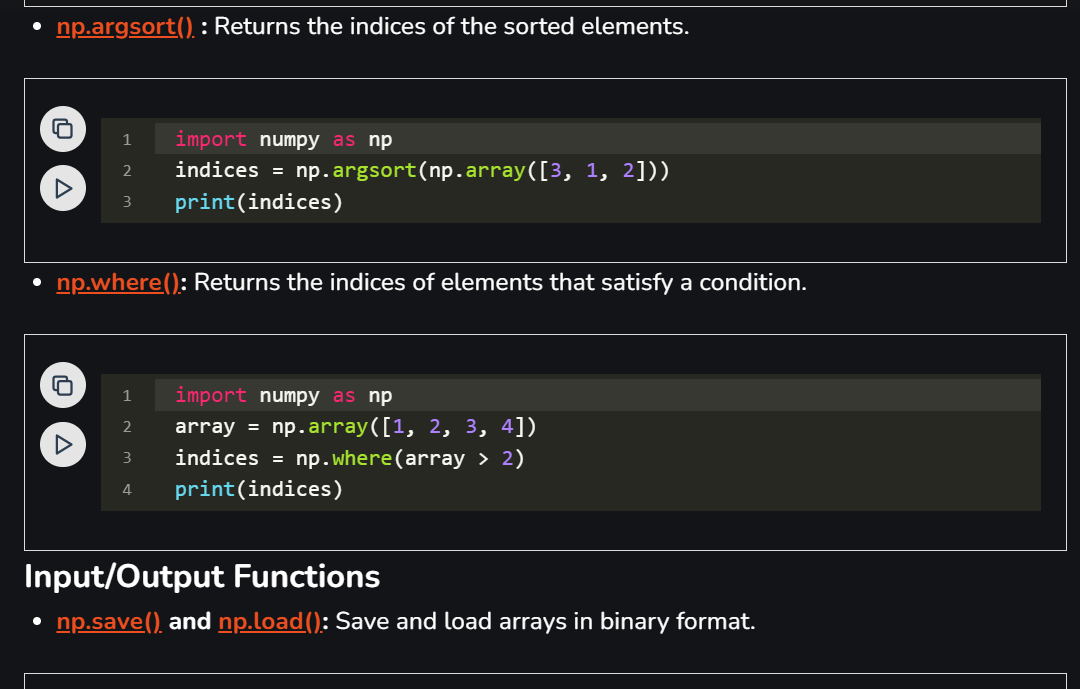 • np.argsort() : Returns the indices of the sorted elements.
1 import numpy as np
2 indices = np.argsort(np.array([3, 1, 2]))
3 print(indices)
• np.where(): Returns the indices of elements that satisfy a condition.
1 import numpy as np
2 array = np.array([1, 2, 3, 4])
3 indices = np.where(array > 2)
4 print(indices)
Input/Output Functions
• np.save() and np.load(): Save and load arrays in binary format.